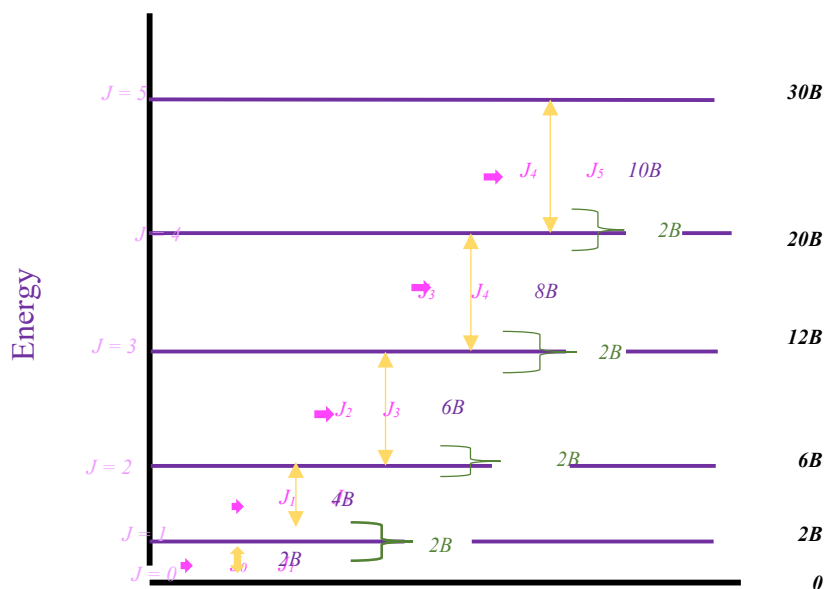 J = 5 30B
J₄ J₅ 10B
J = 4 2B 20B
J₃ J₄ 8B
J = 3 2B 12B
J₂ J₃ 6B
J = 2 2B 6B
J₁ 4B
J = 1 2B 2B
J₁ 2B
J = 0 0
Energy